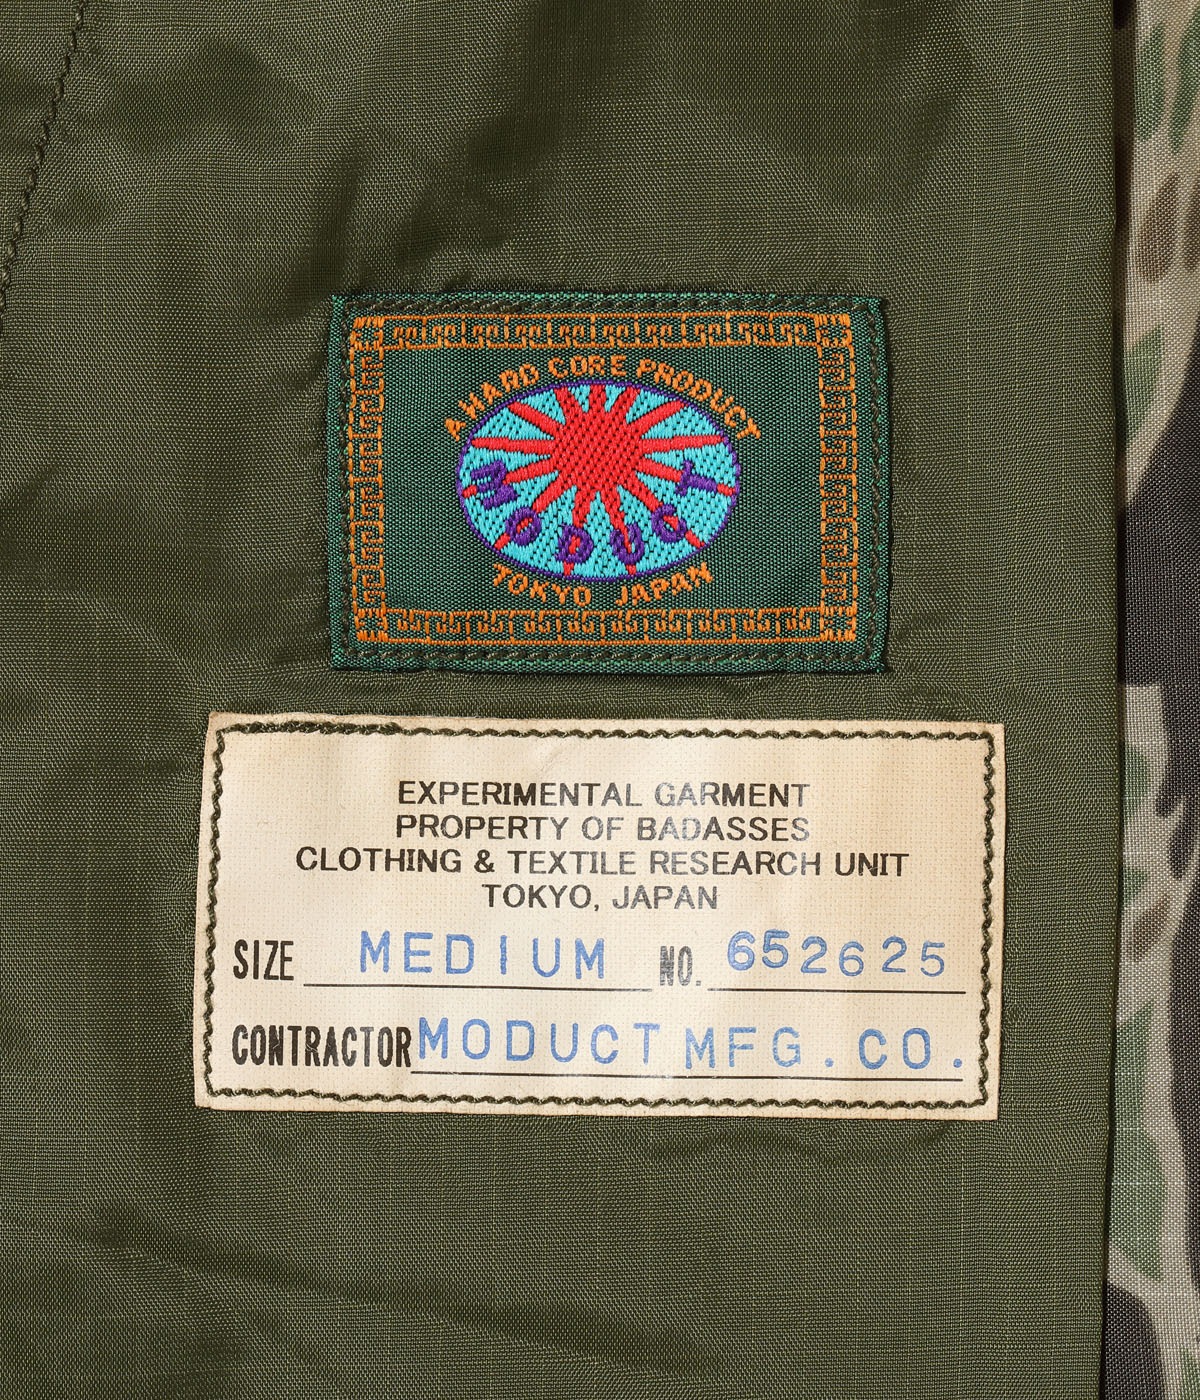 A HARD CORE PRODUCT
MODUCT
TOKYO JAPAN
EXPERIMENTAL GARMENT
PROPERTY OF BADASSES
CLOTHING & TEXTILE RESEARCH UNIT
TOKYO, JAPAN
SIZE MEDIUM NO. 652625
CONTRACTOR MODUCT MFG. CO.